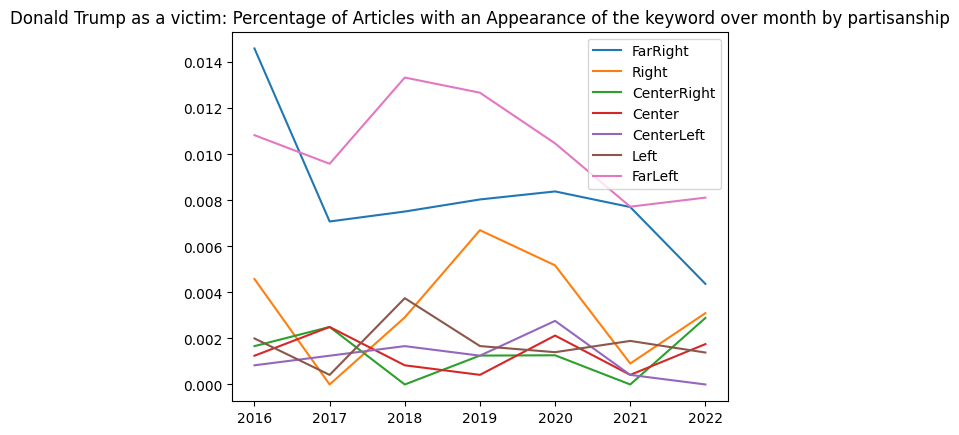 Donald Trump as a victim: Percentage of Articles with an Appearance of the keyword over month by partisanship
0.014
0.012
0.010
0.008
0.006
0.004
0.002
0.000
2016 2017 2018 2019 2020 2021 2022
FarRight
Right
CenterRight
Center
CenterLeft
Left
FarLeft